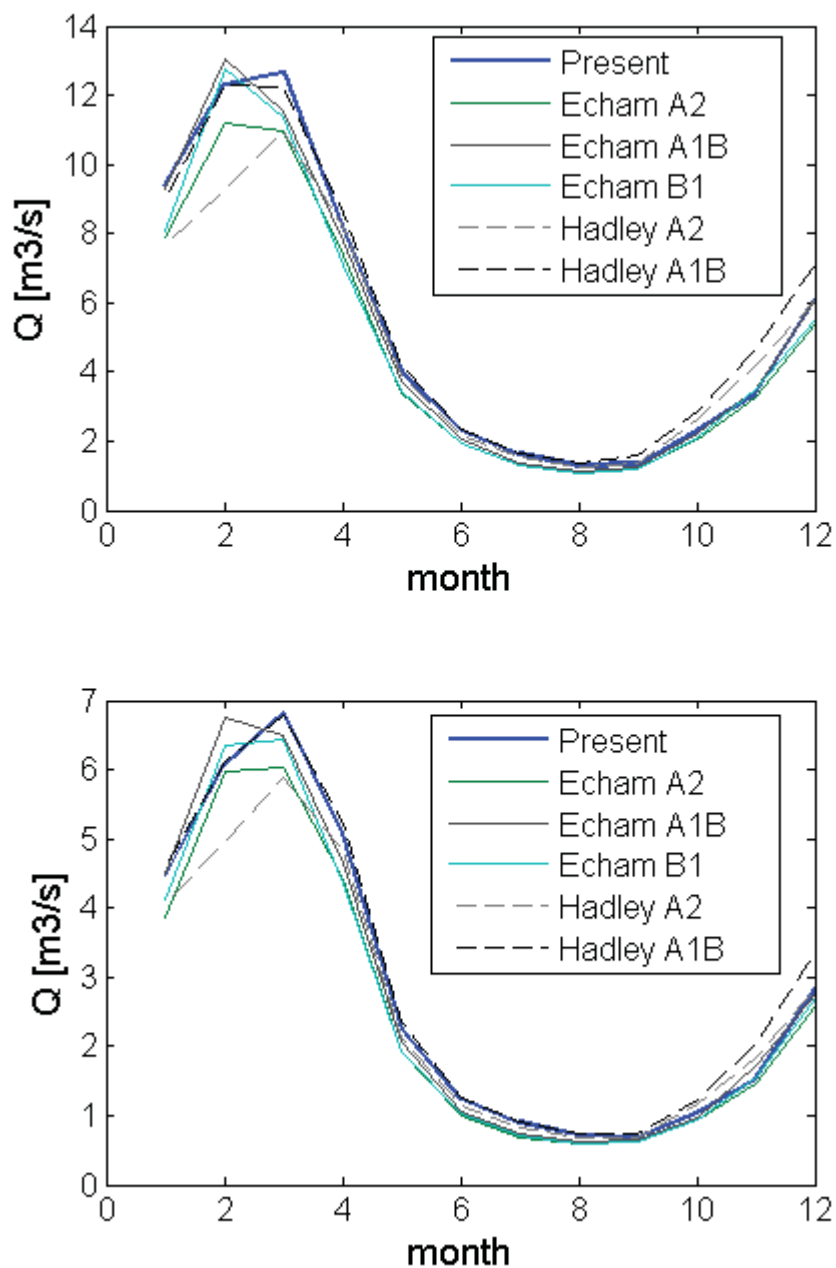 14
12
10
8
6
4
2
0
Q [m3/s]
Present
Echam A2
Echam A1B
Echam B1
Hadley A2
Hadley A1B
0 2 4 6 8 10 12
month
7
6
5
4
3
2
1
0
Q [m3/s]
Present
Echam A2
Echam A1B
Echam B1
Hadley A2
Hadley A1B
0 2 4 6 8 10 12
month